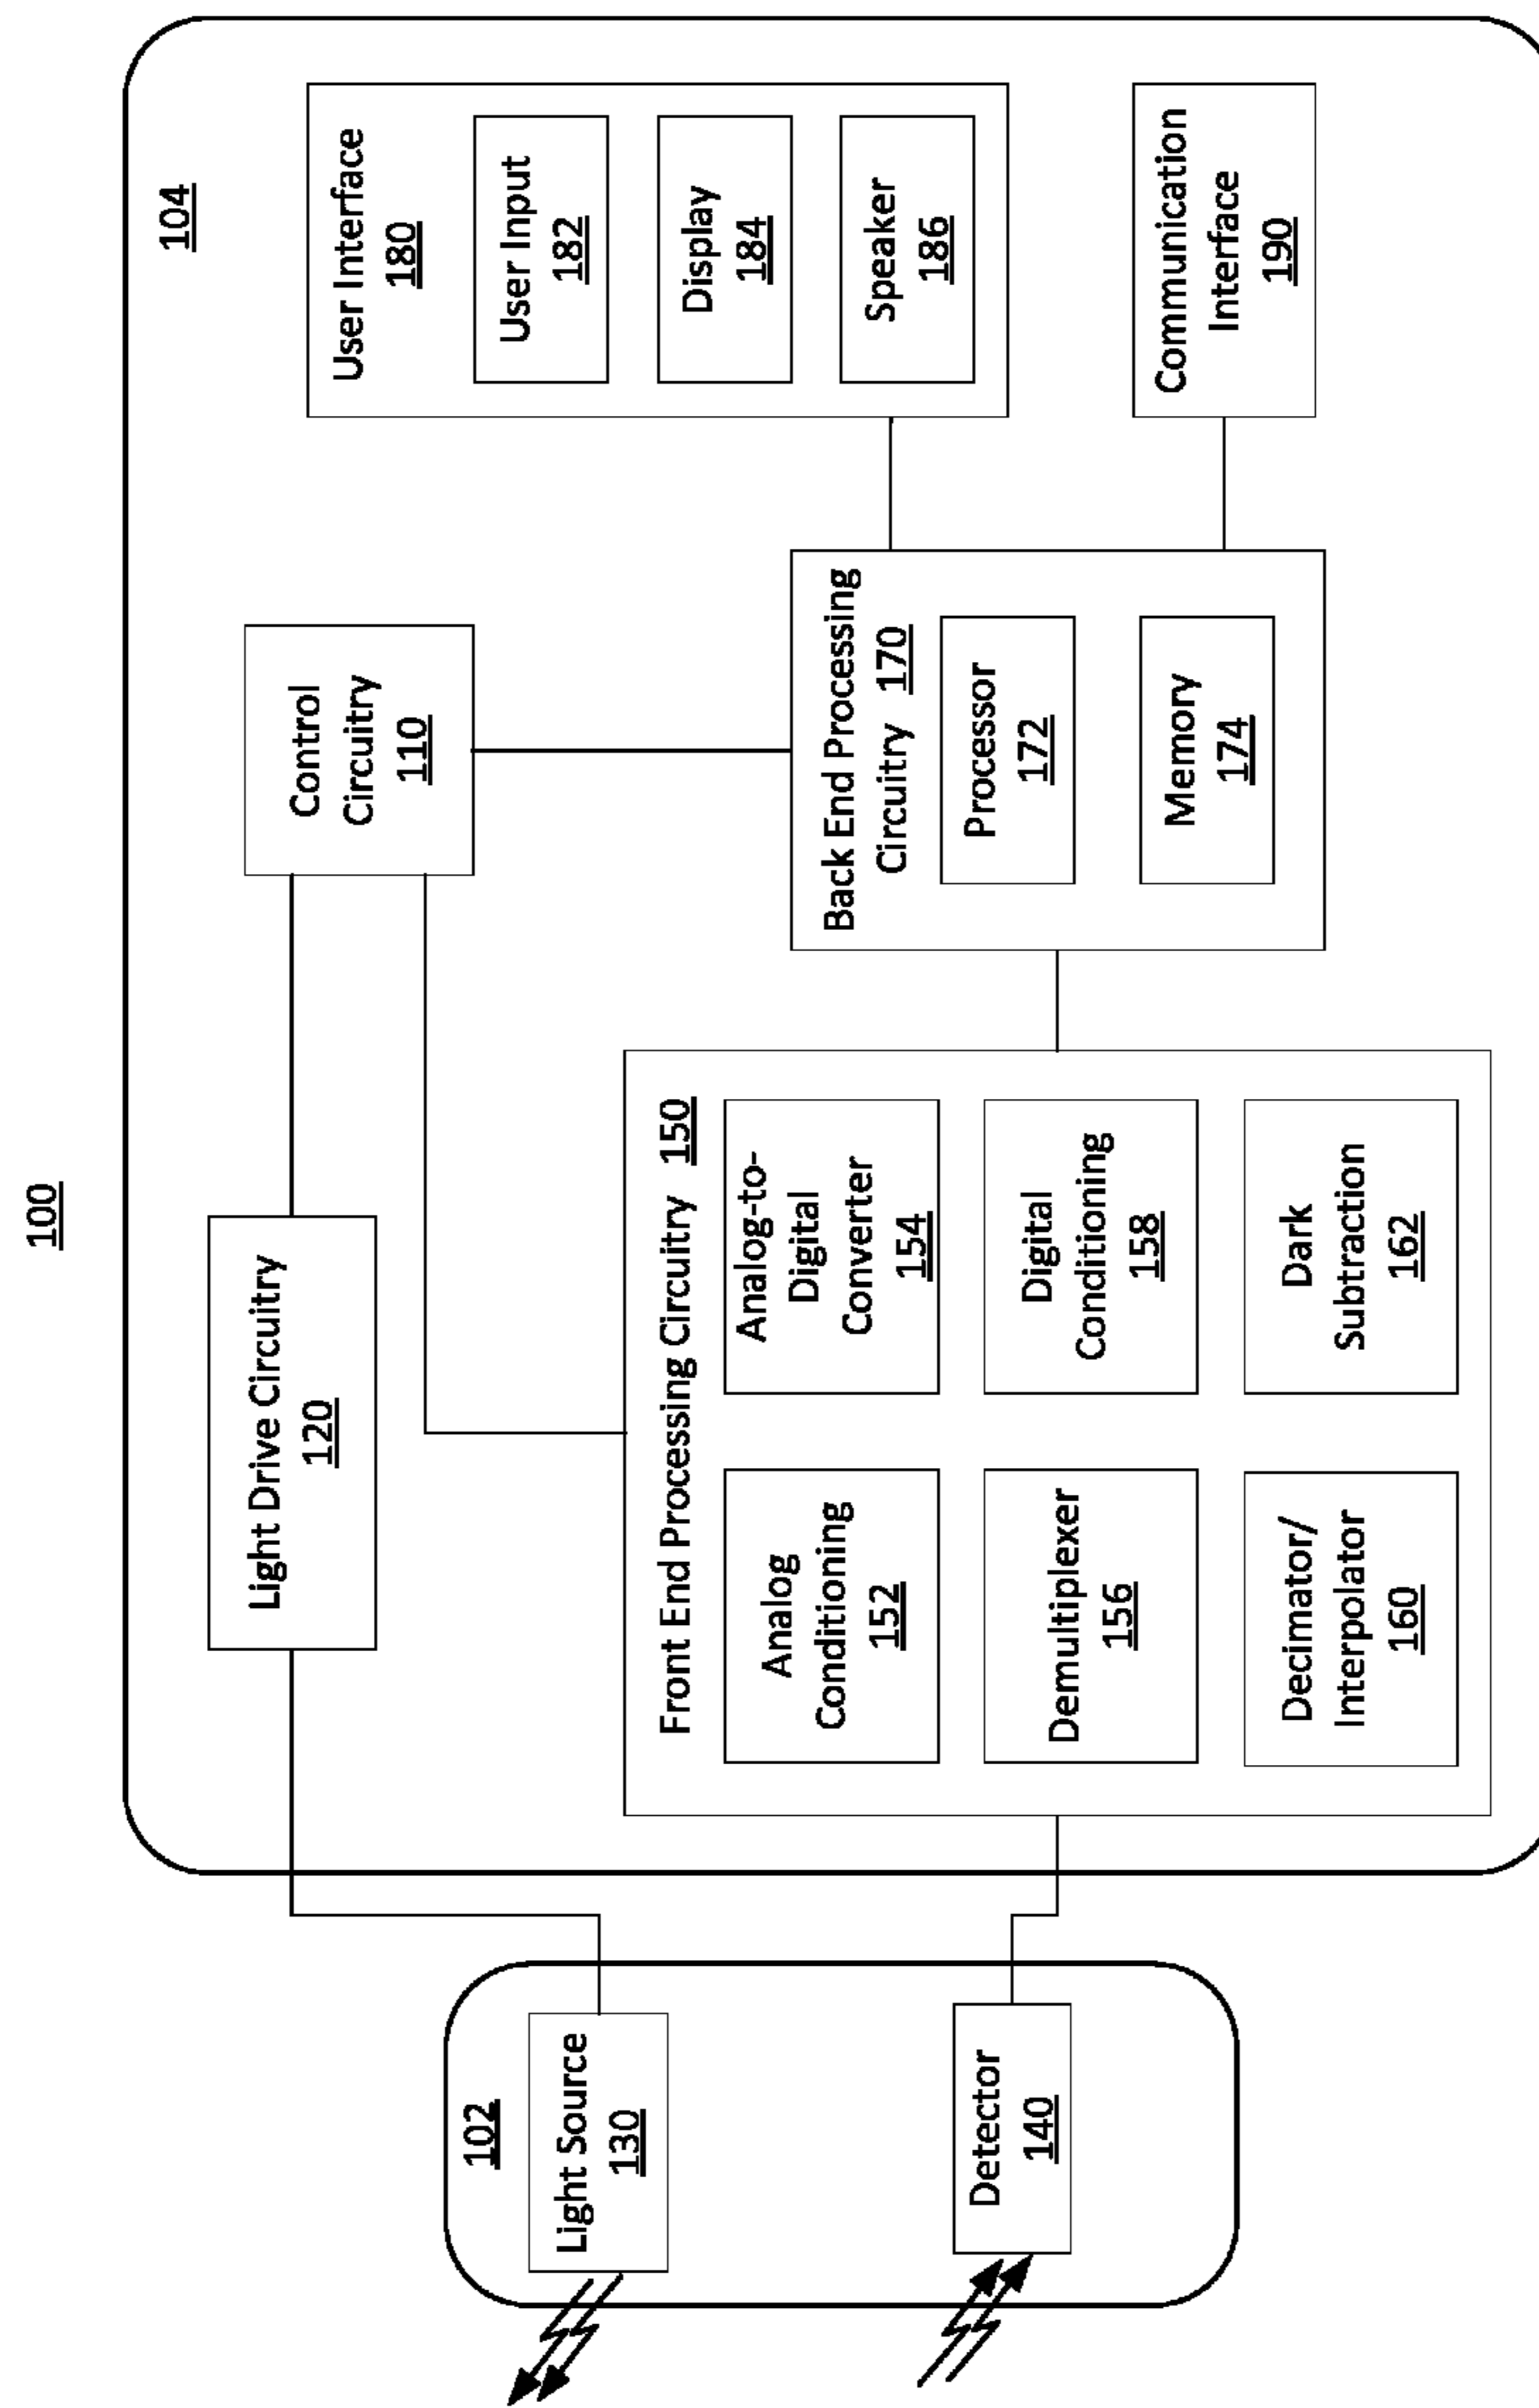 100
104
102
Light Source
130
Detector
140
Light Drive Circuitry
120
Control
Circuitry
110
Front End Processing Circuitry 150
Analog
Conditioning
152
Analog-to-
Digital
Converter
154
Demultiplexer
156
Digital
Conditioning
158
Decimator/
Interpolator
160
Dark
Subtraction
162
Back End Processing
Circuitry 170
Processor
172
Memory
174
User Interface
180
User Input
182
Display
184
Speaker
186
Communication
Interface
190